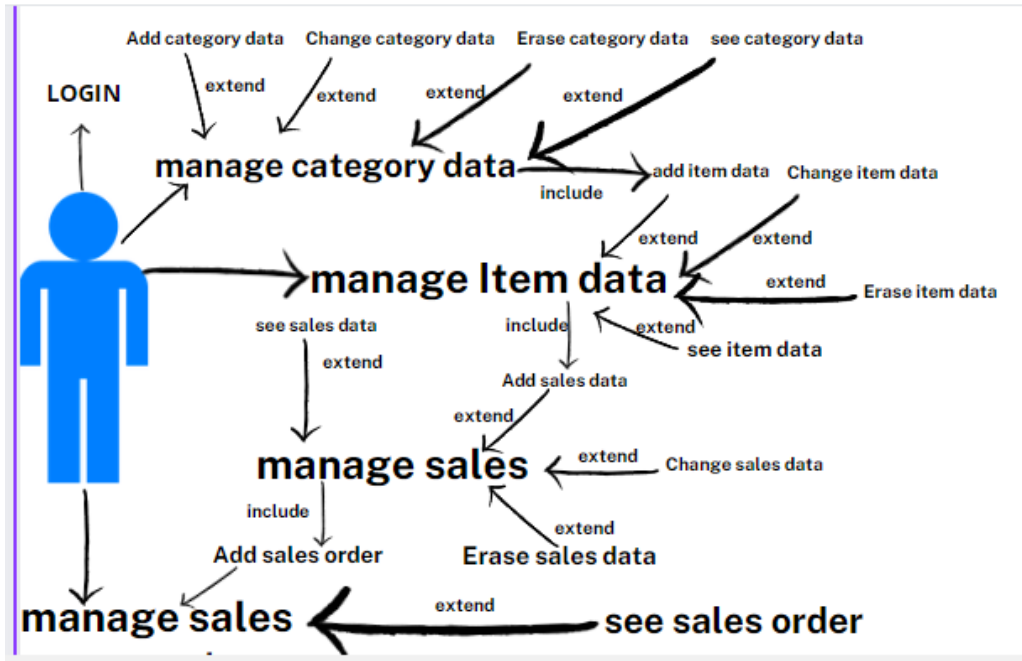 Add category data
Change category data
Erase category data
see category data
extend
extend
extend
extend
LOGIN
manage category data
include
add item data
Change item data
extend
extend
manage Item data
extend
Erase item data
see sales data
include
extend
see item data
extend
Add sales data
extend
manage sales
extend
Change sales data
include
extend
Add sales order
Erase sales data
extend
manage sales
see sales order